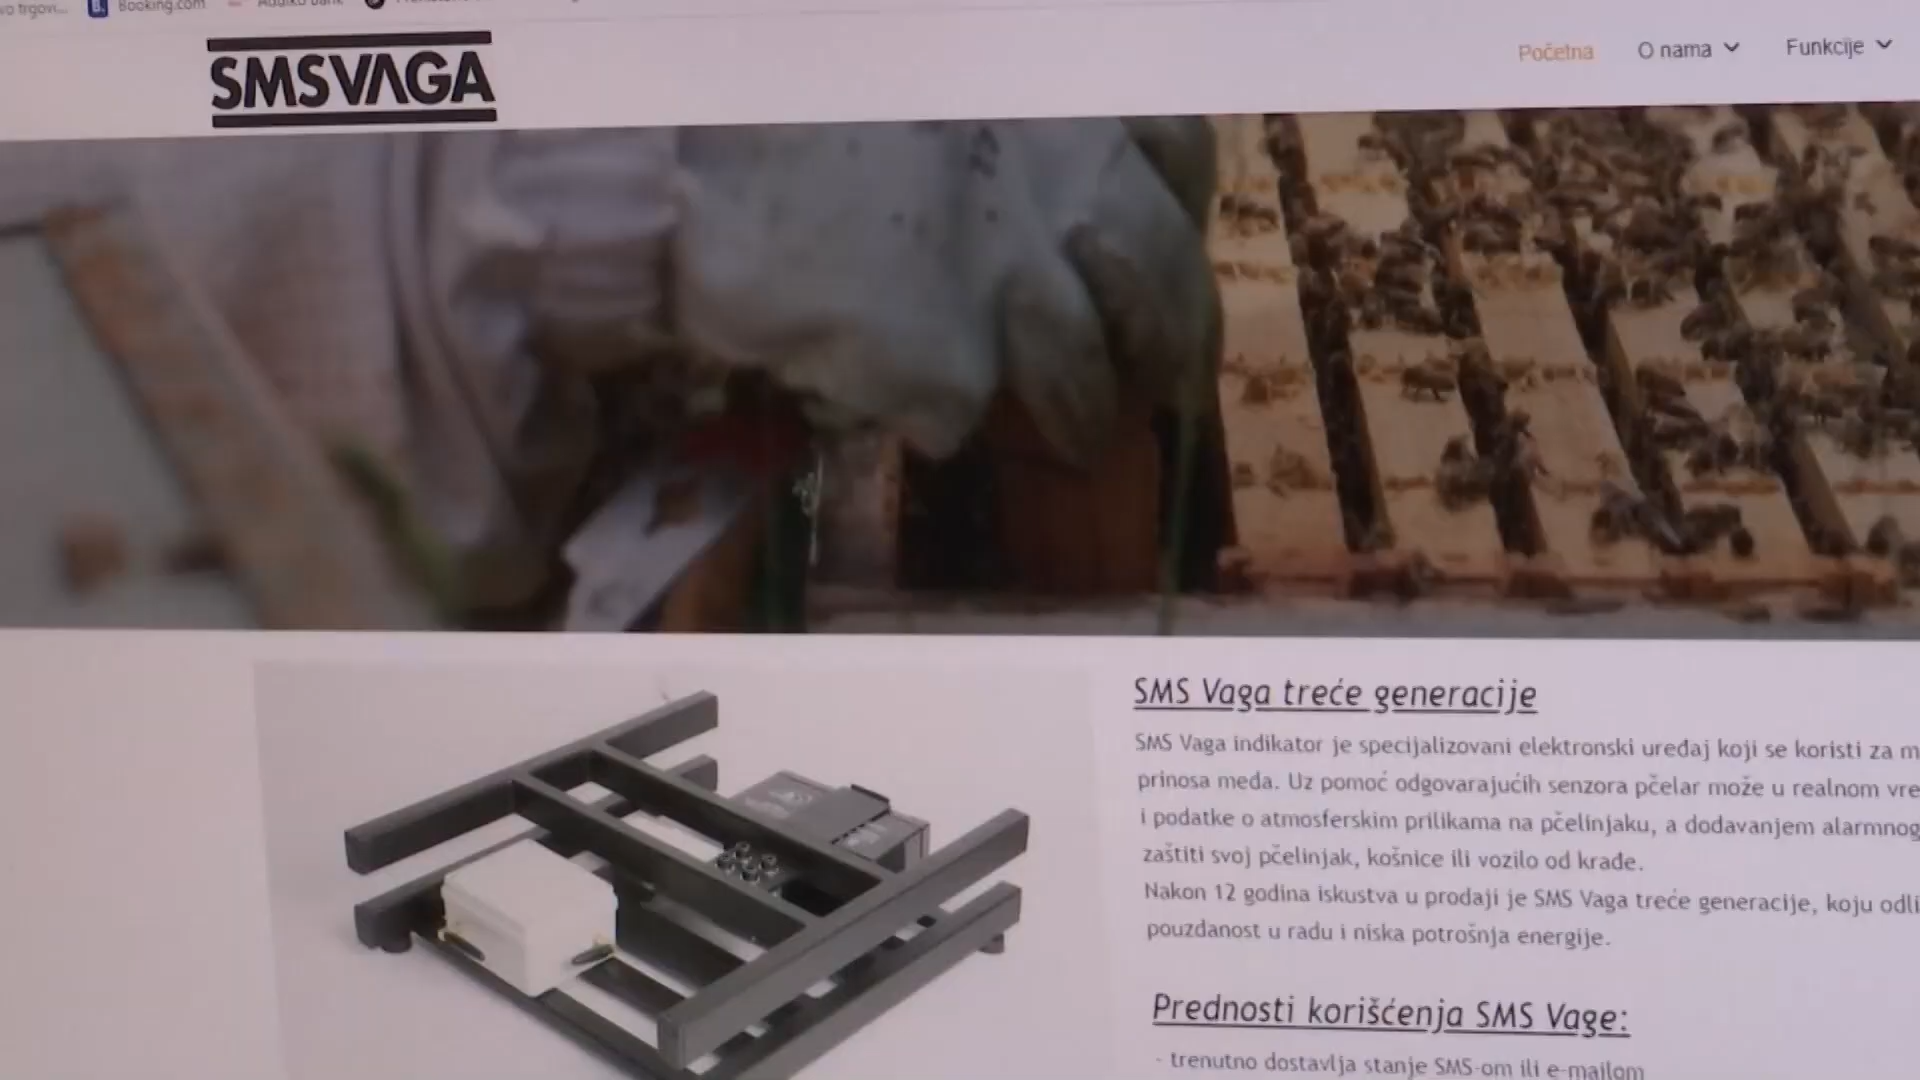 Booking.com
SMSVAGA
Početna
O nama
Funkcije
SMS Vaga treće generacije
SMS Vaga indikator je specijalizovani elektronski uređaj koji se koristi za m
prinosa meda. Uz pomoć odgovarajućih senzora pčelar može u realnom vre
i podatke o atmosferskim prilikama na pčelinjaku, a dodavanjem alarmnog
zaštiti svoj pčelinjak, košnice ili vozilo od krađe.
Nakon 12 godina iskustva u prodaji je SMS Vaga treće generacije, koju odli
pouzdanost u radu i niska potrošnja energije.
Prednosti korišćenja SMS Vage:
- trenutno dostavlja stanje SMS-om ili e-mailom